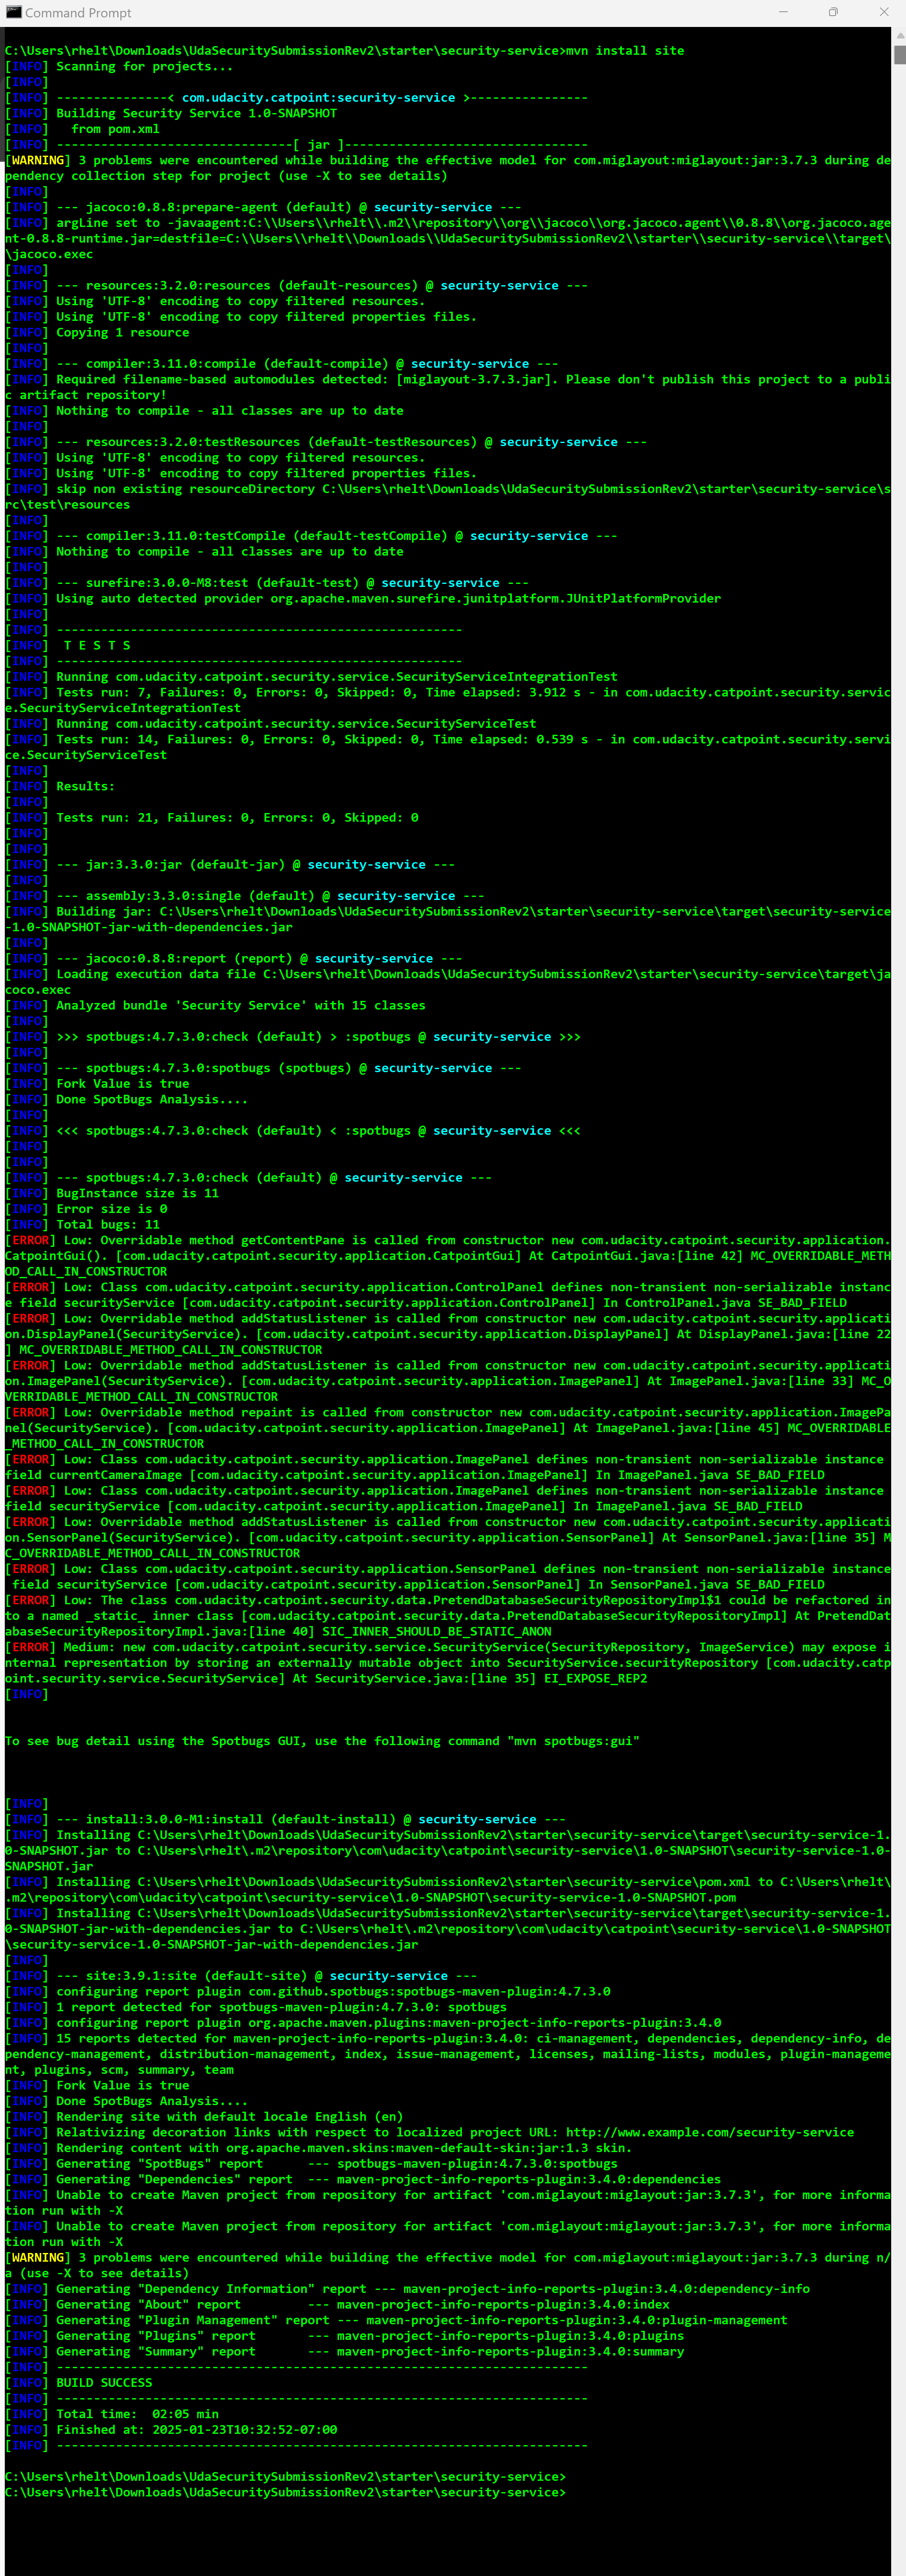 Command Prompt
C:\Users\rhelt\Downloads\UdaSecuritySubmissionRev2\starter\security-service>mvn install site
[INFO] Scanning for projects...
[INFO]
[INFO] ---------------< com.udacity.catpoint:security-service >----------------
[INFO] Building Security Service 1.0-SNAPSHOT
[INFO]   from pom.xml
[INFO] --------------------------------[ jar ]---------------------------------
[WARNING] 3 problems were encountered while building the effective model for com.miglayout:miglayout:jar:3.7.3 during de
pendency collection step for project (use -X to see details)
[INFO]
[INFO] --- jacoco:0.8.8:prepare-agent (default) @ security-service ---
[INFO] argLine set to -javaagent:C:\\Users\\rhelt\\.m2\\repository\\org\\jacoco\\org.jacoco.agent\\0.8.8\\org.jacoco.age
nt-0.8.8-runtime.jar=destfile=C:\\Users\\rhelt\\Downloads\\UdaSecuritySubmissionRev2\\starter\\security-service\\target\
\jacoco.exec
[INFO]
[INFO] --- resources:3.2.0:resources (default-resources) @ security-service ---
[INFO] Using 'UTF-8' encoding to copy filtered resources.
[INFO] Using 'UTF-8' encoding to copy filtered properties files.
[INFO] Copying 1 resource
[INFO]
[INFO] --- compiler:3.11.0:compile (default-compile) @ security-service ---
[INFO] Required filename-based automodules detected: [miglayout-3.7.3.jar]. Please don't publish this project to a publi
c artifact repository!
[INFO] Nothing to compile - all classes are up to date
[INFO]
[INFO] --- resources:3.2.0:testResources (default-testResources) @ security-service ---
[INFO] Using 'UTF-8' encoding to copy filtered resources.
[INFO] Using 'UTF-8' encoding to copy filtered properties files.
[INFO] skip non existing resourceDirectory C:\Users\rhelt\Downloads\UdaSecuritySubmissionRev2\starter\security-service\s
rc\test\resources
[INFO]
[INFO] --- compiler:3.11.0:testCompile (default-testCompile) @ security-service ---
[INFO] Nothing to compile - all classes are up to date
[INFO]
[INFO] --- surefire:3.0.0-M8:test (default-test) @ security-service ---
[INFO] Using auto detected provider org.apache.maven.surefire.junitplatform.JUnitPlatformProvider
[INFO]
[INFO] -------------------------------------------------------
[INFO]  T E S T S
[INFO] -------------------------------------------------------
[INFO] Running com.udacity.catpoint.security.service.SecurityServiceIntegrationTest
[INFO] Tests run: 7, Failures: 0, Errors: 0, Skipped: 0, Time elapsed: 3.912 s - in com.udacity.catpoint.security.servic
e.SecurityServiceIntegrationTest
[INFO] Running com.udacity.catpoint.security.service.SecurityServiceTest
[INFO] Tests run: 14, Failures: 0, Errors: 0, Skipped: 0, Time elapsed: 0.539 s - in com.udacity.catpoint.security.servi
ce.SecurityServiceTest
[INFO]
[INFO] Results:
[INFO]
[INFO] Tests run: 21, Failures: 0, Errors: 0, Skipped: 0
[INFO]
[INFO]
[INFO] --- jar:3.3.0:jar (default-jar) @ security-service ---
[INFO]
[INFO] --- assembly:3.3.0:single (default) @ security-service ---
[INFO] Building jar: C:\Users\rhelt\Downloads\UdaSecuritySubmissionRev2\starter\security-service\target\security-service
-1.0-SNAPSHOT-jar-with-dependencies.jar
[INFO]
[INFO] --- jacoco:0.8.8:report (report) @ security-service ---
[INFO] Loading execution data file C:\Users\rhelt\Downloads\UdaSecuritySubmissionRev2\starter\security-service\target\ja
coco.exec
[INFO] Analyzed bundle 'Security Service' with 15 classes
[INFO]
[INFO] >>> spotbugs:4.7.3.0:check (default) > :spotbugs @ security-service >>>
[INFO]
[INFO] --- spotbugs:4.7.3.0:spotbugs (spotbugs) @ security-service ---
[INFO] Fork Value is true
[INFO] Done SpotBugs Analysis....
[INFO]
[INFO] <<< spotbugs:4.7.3.0:check (default) < :spotbugs @ security-service <<<
[INFO]
[INFO]
[INFO] --- spotbugs:4.7.3.0:check (default) @ security-service ---
[INFO] BugInstance size is 11
[INFO] Error size is 0
[INFO] Total bugs: 11
[ERROR] Low: Overridable method getContentPane is called from constructor new com.udacity.catpoint.security.application.
CatpointGui(). [com.udacity.catpoint.security.application.CatpointGui] At CatpointGui.java:[line 42] MC_OVERRIDABLE_METH
OD_CALL_IN_CONSTRUCTOR
[ERROR] Low: Class com.udacity.catpoint.security.application.ControlPanel defines non-transient non-serializable instanc
e field securityService [com.udacity.catpoint.security.application.ControlPanel] In ControlPanel.java SE_BAD_FIELD
[ERROR] Low: Overridable method addStatusListener is called from constructor new com.udacity.catpoint.security.applicati
on.DisplayPanel(SecurityService). [com.udacity.catpoint.security.application.DisplayPanel] At DisplayPanel.java:[line 22
] MC_OVERRIDABLE_METHOD_CALL_IN_CONSTRUCTOR
[ERROR] Low: Overridable method addStatusListener is called from constructor new com.udacity.catpoint.security.applicati
on.ImagePanel(SecurityService). [com.udacity.catpoint.security.application.ImagePanel] At ImagePanel.java:[line 33] MC_O
VERRIDABLE_METHOD_CALL_IN_CONSTRUCTOR
[ERROR] Low: Overridable method repaint is called from constructor new com.udacity.catpoint.security.application.ImagePa
nel(SecurityService). [com.udacity.catpoint.security.application.ImagePanel] At ImagePanel.java:[line 45] MC_OVERRIDABLE
_METHOD_CALL_IN_CONSTRUCTOR
[ERROR] Low: Class com.udacity.catpoint.security.application.ImagePanel defines non-transient non-serializable instance
field currentCameraImage [com.udacity.catpoint.security.application.ImagePanel] In ImagePanel.java SE_BAD_FIELD
[ERROR] Low: Class com.udacity.catpoint.security.application.ImagePanel defines non-transient non-serializable instance
field securityService [com.udacity.catpoint.security.application.ImagePanel] In ImagePanel.java SE_BAD_FIELD
[ERROR] Low: Overridable method addStatusListener is called from constructor new com.udacity.catpoint.security.applicati
on.SensorPanel(SecurityService). [com.udacity.catpoint.security.application.SensorPanel] At SensorPanel.java:[line 35] M
C_OVERRIDABLE_METHOD_CALL_IN_CONSTRUCTOR
[ERROR] Low: Class com.udacity.catpoint.security.application.SensorPanel defines non-transient non-serializable instance
 field securityService [com.udacity.catpoint.security.application.SensorPanel] In SensorPanel.java SE_BAD_FIELD
[ERROR] Low: The class com.udacity.catpoint.security.data.PretendDatabaseSecurityRepositoryImpl$1 could be refactored in
to a named _static_ inner class [com.udacity.catpoint.security.data.PretendDatabaseSecurityRepositoryImpl] At PretendDat
abaseSecurityRepositoryImpl.java:[line 40] SIC_INNER_SHOULD_BE_STATIC_ANON
[ERROR] Medium: new com.udacity.catpoint.security.service.SecurityService(SecurityRepository, ImageService) may expose i
nternal representation by storing an externally mutable object into SecurityService.securityRepository [com.udacity.catp
oint.security.service.SecurityService] At SecurityService.java:[line 35] EI_EXPOSE_REP2
[INFO]
To see bug detail using the Spotbugs GUI, use the following command "mvn spotbugs:gui"
[INFO]
[INFO] --- install:3.0.0-M1:install (default-install) @ security-service ---
[INFO] Installing C:\Users\rhelt\Downloads\UdaSecuritySubmissionRev2\starter\security-service\target\security-service-1.
0-SNAPSHOT.jar to C:\Users\rhelt\.m2\repository\com\udacity\catpoint\security-service\1.0-SNAPSHOT\security-service-1.0-
SNAPSHOT.jar
[INFO] Installing C:\Users\rhelt\Downloads\UdaSecuritySubmissionRev2\starter\security-service\pom.xml to C:\Users\rhelt\
.m2\repository\com\udacity\catpoint\security-service\1.0-SNAPSHOT\security-service-1.0-SNAPSHOT.pom
[INFO] Installing C:\Users\rhelt\Downloads\UdaSecuritySubmissionRev2\starter\security-service\target\security-service-1.
0-SNAPSHOT-jar-with-dependencies.jar to C:\Users\rhelt\.m2\repository\com\udacity\catpoint\security-service\1.0-SNAPSHOT
\security-service-1.0-SNAPSHOT-jar-with-dependencies.jar
[INFO]
[INFO] --- site:3.9.1:site (default-site) @ security-service ---
[INFO] configuring report plugin com.github.spotbugs:spotbugs-maven-plugin:4.7.3.0
[INFO] 1 report detected for spotbugs-maven-plugin:4.7.3.0: spotbugs
[INFO] configuring report plugin org.apache.maven.plugins:maven-project-info-reports-plugin:3.4.0
[INFO] 15 reports detected for maven-project-info-reports-plugin:3.4.0: ci-management, dependencies, dependency-info, de
pendency-management, distribution-management, index, issue-management, licenses, mailing-lists, modules, plugin-manageme
nt, plugins, scm, summary, team
[INFO] Fork Value is true
[INFO] Done SpotBugs Analysis....
[INFO] Rendering site with default locale English (en)
[INFO] Relativizing decoration links with respect to localized project URL: http://www.example.com/security-service
[INFO] Rendering content with org.apache.maven.skins:maven-default-skin:jar:1.3 skin.
[INFO] Generating "SpotBugs" report      --- spotbugs-maven-plugin:4.7.3.0:spotbugs
[INFO] Generating "Dependencies" report  --- maven-project-info-reports-plugin:3.4.0:dependencies
[INFO] Unable to create Maven project from repository for artifact 'com.miglayout:miglayout:jar:3.7.3', for more informa
tion run with -X
[INFO] Unable to create Maven project from repository for artifact 'com.miglayout:miglayout:jar:3.7.3', for more informa
tion run with -X
[WARNING] 3 problems were encountered while building the effective model for com.miglayout:miglayout:jar:3.7.3 during n/
a (use -X to see details)
[INFO] Generating "Dependency Information" report --- maven-project-info-reports-plugin:3.4.0:dependency-info
[INFO] Generating "About" report         --- maven-project-info-reports-plugin:3.4.0:index
[INFO] Generating "Plugin Management" report --- maven-project-info-reports-plugin:3.4.0:plugin-management
[INFO] Generating "Plugins" report       --- maven-project-info-reports-plugin:3.4.0:plugins
[INFO] Generating "Summary" report       --- maven-project-info-reports-plugin:3.4.0:summary
[INFO] ------------------------------------------------------------------------
[INFO] BUILD SUCCESS
[INFO] ------------------------------------------------------------------------
[INFO] Total time:  02:05 min
[INFO] Finished at: 2025-01-23T10:32:52-07:00
[INFO] ------------------------------------------------------------------------
C:\Users\rhelt\Downloads\UdaSecuritySubmissionRev2\starter\security-service>
C:\Users\rhelt\Downloads\UdaSecuritySubmissionRev2\starter\security-service>